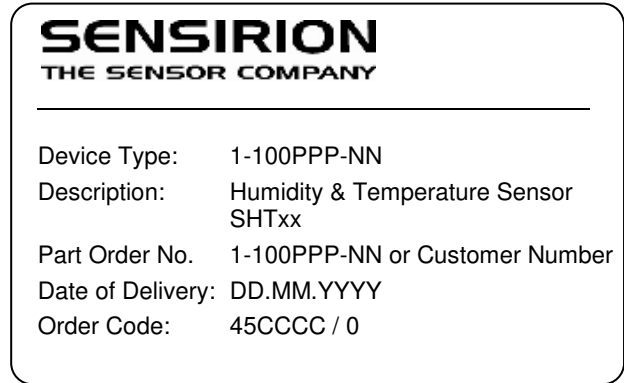 SENSIRION
THE SENSOR COMPANY
Device Type: 1-100PPP-NN
Description: Humidity & Temperature Sensor
SHTxx
Part Order No. 1-100PPP-NN or Customer Number
Date of Delivery: DD.MM.YYYY
Order Code: 45CCCC / 0